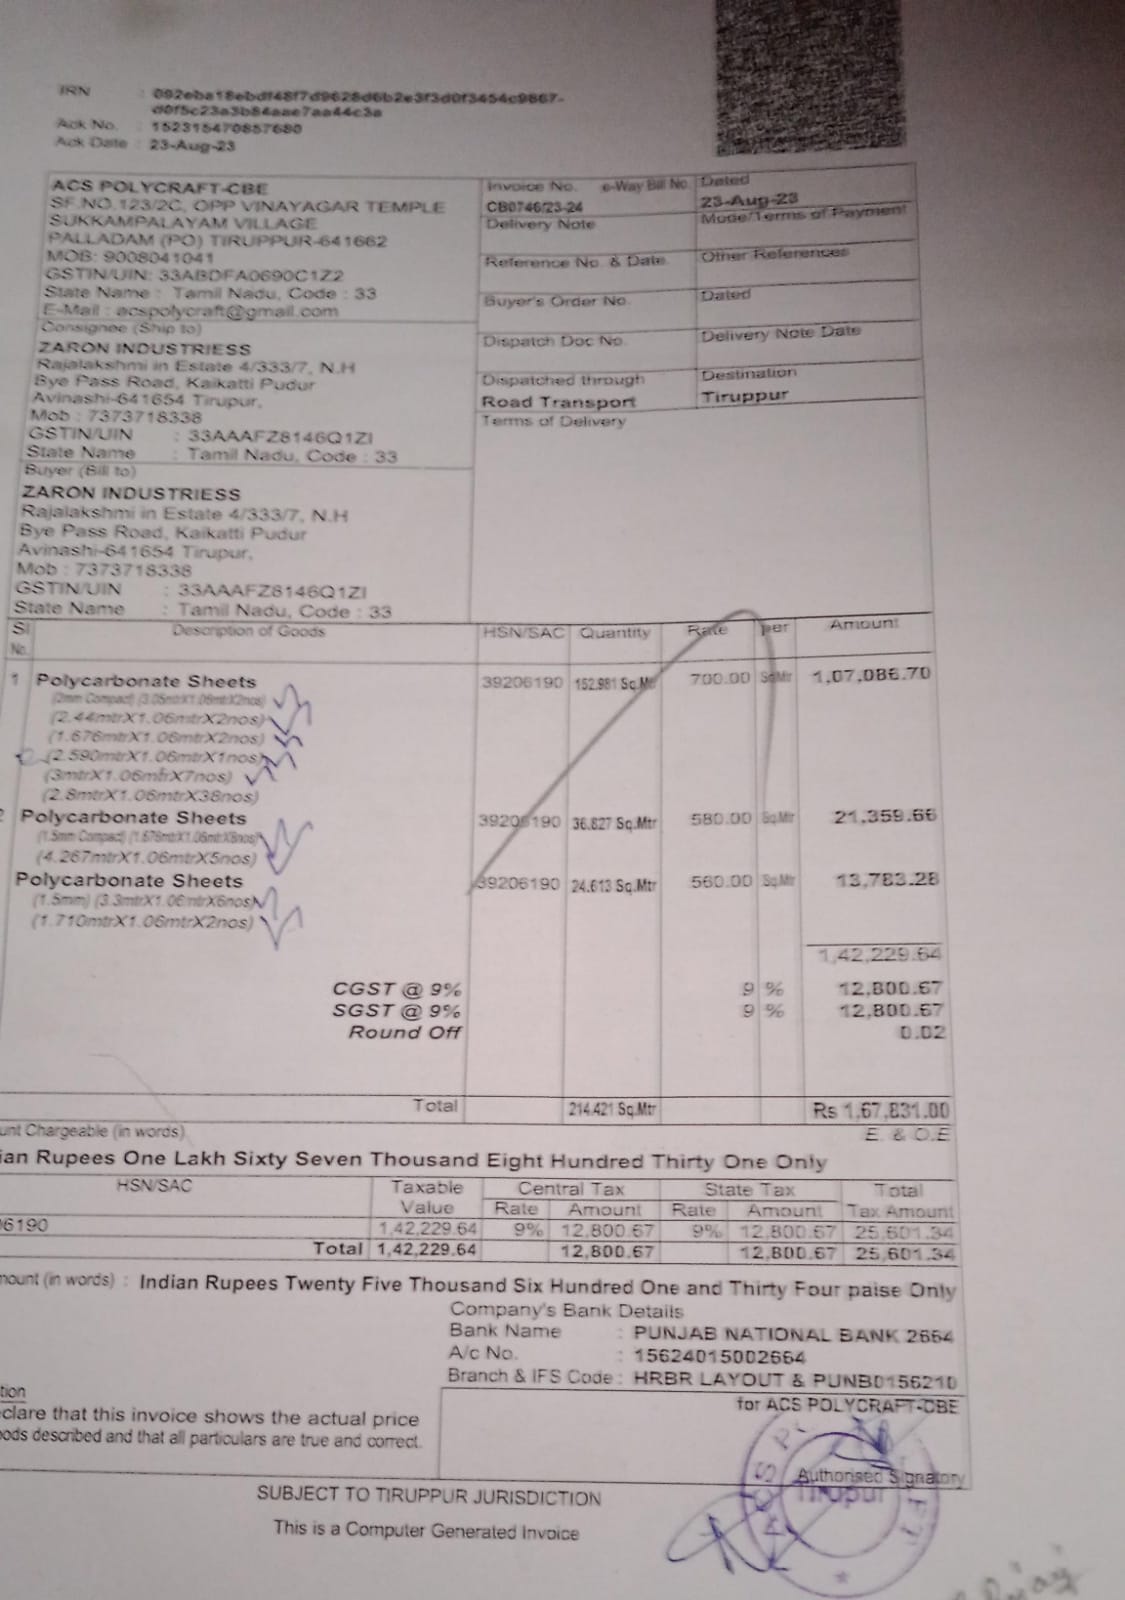 IRN : 092eba18ebdf48f7d9628d6b2e3f3d0f3454c9867-
d0f5c23a3b84aae7aa44c3a
Ack No. : 152315470857680
Ack Date : 23-Aug-23
ACS POLYCRAFT-CBE
SF.NO.123/2C, OPP VINAYAGAR TEMPLE
SUKKAMPALAYAM VILLAGE
PALLADAM (PO) TIRUPPUR-641662
MOB: 9008041041
GSTIN/UIN: 33ABDFA0690C1Z2
State Name : Tamil Nadu, Code : 33
E-Mail : acspolycraft@gmail.com
Invoice No. e-Way Bill No. Dated
CB0746/23-24 23-Aug-23
Delivery Note Mode/Terms of Payment
Reference No. & Date. Other References
Buyer's Order No. Dated
Dispatch Doc No. Delivery Note Date
Dispatched through Destination
Road Transport Tiruppur
Terms of Delivery
Consignee (Ship to)
ZARON INDUSTRIESS
Rajalakshmi in Estate 4/333/7, N.H
Bye Pass Road, Kaikatti Pudur
Avinashi-641654 Tirupur,
Mob : 7373718338
GSTIN/UIN : 33AAAFZ8146Q1ZI
State Name : Tamil Nadu, Code : 33
Buyer (Bill to)
ZARON INDUSTRIESS
Rajalakshmi in Estate 4/333/7, N.H
Bye Pass Road, Kaikatti Pudur
Avinashi-641654 Tirupur,
Mob : 7373718338
GSTIN/UIN : 33AAAFZ8146Q1ZI
State Name : Tamil Nadu, Code : 33
Sl No. Description of Goods HSN/SAC Quantity Rate per Amount
1 Polycarbonate Sheets 39206190 152.981 Sq.Mtr 700.00 Sq.Mtr 1,07,086.70
(2mm Compact) (3.05mtrX1.06mtrX2nos)
(2.44mtrX1.06mtrX2nos)
(1.676mtrX1.06mtrX2nos)
(2.590mtrX1.06mtrX1nos)
(3mtrX1.06mtrX7nos)
(2.8mtrX1.06mtrX38nos)
2 Polycarbonate Sheets 39206190 36.827 Sq.Mtr 580.00 Sq.Mtr 21,359.66
(1.5mm Compact) (1.676mtrX1.06mtrX8nos)
(4.267mtrX1.06mtrX5nos)
Polycarbonate Sheets 39206190 24.613 Sq.Mtr 560.00 Sq.Mtr 13,783.28
(1.5mm) (3.3mtrX1.06mtrX6nos)
(1.710mtrX1.06mtrX2nos)
1,42,229.64
CGST @ 9% 9 % 12,800.67
SGST @ 9% 9 % 12,800.67
Round Off 0.02
Total 214.421 Sq.Mtr Rs 1,67,831.00
unt Chargeable (in words) E. & O.E
ian Rupees One Lakh Sixty Seven Thousand Eight Hundred Thirty One Only
HSN/SAC Taxable Value Central Tax State Tax Total Tax Amount
Rate Amount Rate Amount
06190 1,42,229.64 9% 12,800.67 9% 12,800.67 25,601.34
Total 1,42,229.64 12,800.67 12,800.67 25,601.34
mount (in words) : Indian Rupees Twenty Five Thousand Six Hundred One and Thirty Four paise Only
Company's Bank Details
Bank Name : PUNJAB NATIONAL BANK 2664
A/c No. : 15624015002664
Branch & IFS Code : HRBR LAYOUT & PUNB0156210
tion
clare that this invoice shows the actual price
oods described and that all particulars are true and correct.
for ACS POLYCRAFT-CBE
Authorised Signatory
Tirupur
SUBJECT TO TIRUPPUR JURISDICTION
This is a Computer Generated Invoice